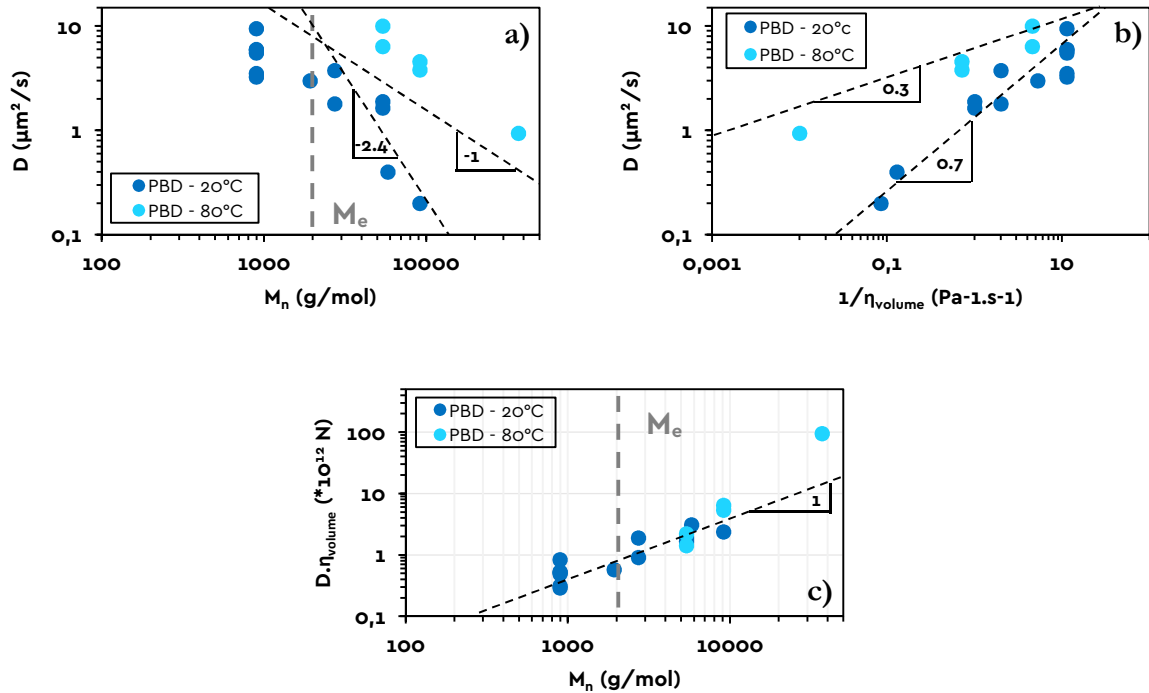 a)
10
1
0,1
D (µm²/s)
-2.4
-1
PBD - 20°C
PBD - 80°C
Mₑ
100
1000
10000
Mₙ (g/mol)
b)
PBD - 20°c
PBD - 80°C
10
1
0,1
D (µm²/s)
0.3
0.7
0,001
0,1
10
1/ηvolume (Pa-1.s-1)
PBD - 20°C
PBD - 80°C
Mₑ
100
10
1
0,1
D.ηvolume (*10¹² N)
1
c)
100
1000
10000
Mₙ (g/mol)